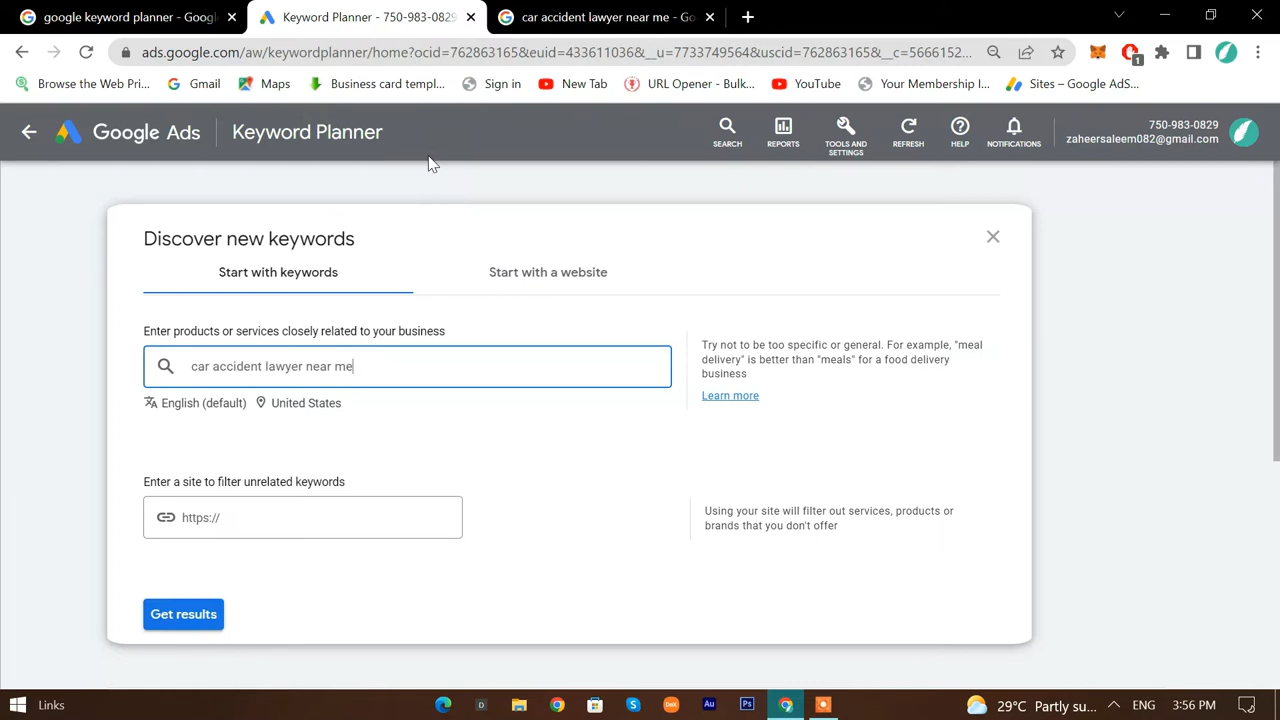 google keyword planner - Google
Keyword Planner - 750-983-0829
car accident lawyer near me - Go
ads.google.com/aw/keywordplanner/home?ocid=762863165&euid=433611036&__u=7733749564&uscid=762863165&__c=5666152...
1
Browse the Web Pri...
Gmail
Maps
Business card templ...
Sign in
New Tab
URL Opener - Bulk...
YouTube
Your Membership I...
Sites – Google AdS...
Google Ads
Keyword Planner
SEARCH
REPORTS
TOOLS AND
SETTINGS
REFRESH
HELP
NOTIFICATIONS
750-983-0829
zaheersaleem082@gmail.com
Discover new keywords
Start with keywords
Start with a website
Enter products or services closely related to your business
car accident lawyer near me
English (default)
United States
Try not to be too specific or general. For example, "meal
delivery" is better than "meals" for a food delivery
business
Learn more
Enter a site to filter unrelated keywords
https://
Using your site will filter out services, products or
brands that you don't offer
Get results
Links
D
S
Dex
Au
Ps
29°C Partly su...
ENG
3:56 PM